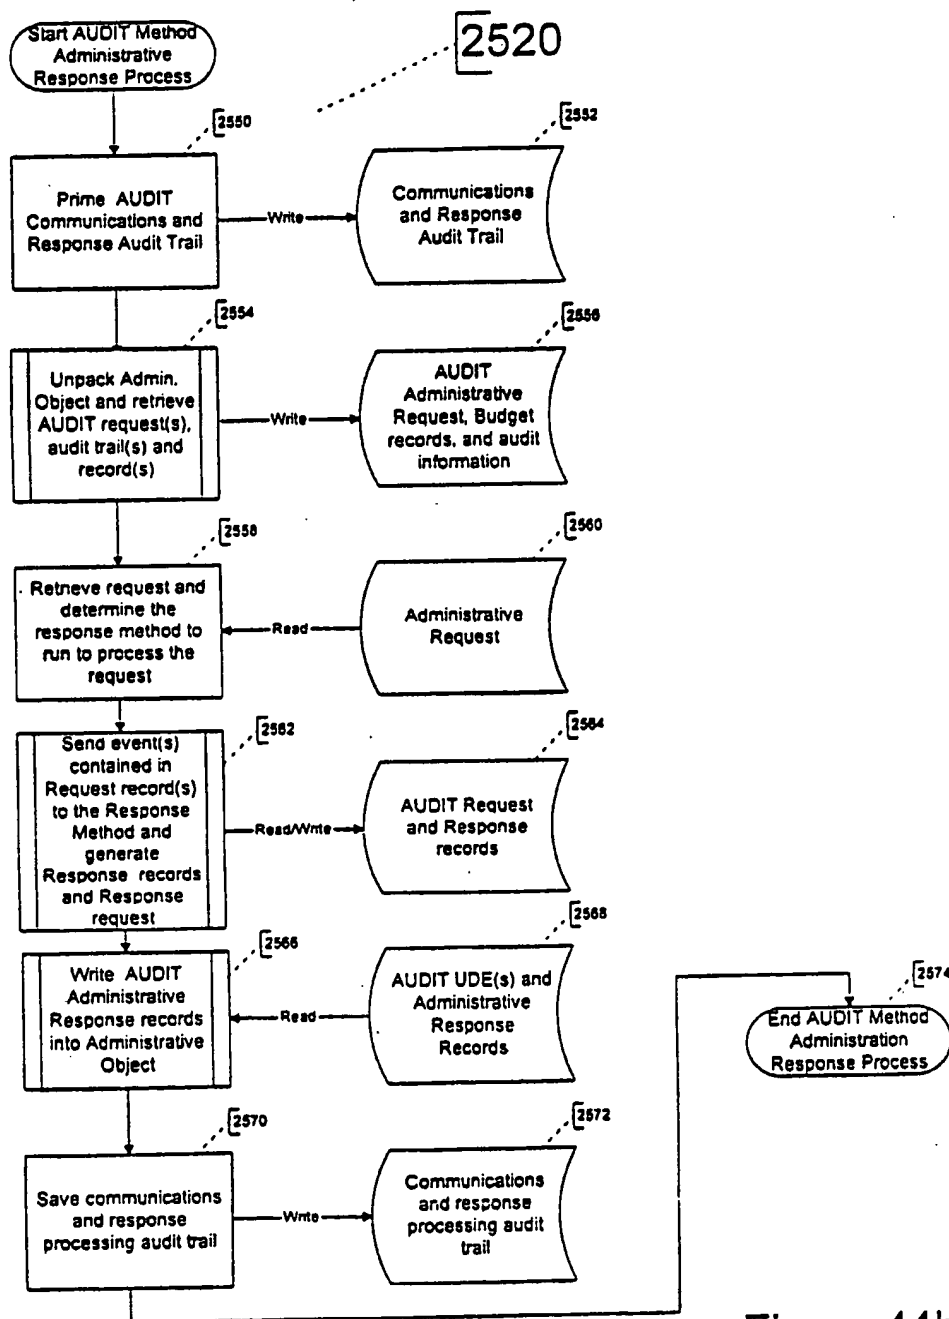 Start AUDIT Method
Administrative
Response Process
2520
2550
Prime AUDIT
Communications and
Response Audit Trail
Write
2552
Communications
and Response
Audit Trail
2554
Unpack Admin.
Object and retrieve
AUDIT request(s),
audit trail(s) and
record(s)
Write
2556
AUDIT
Administrative
Request, Budget
records, and audit
information
2558
Retrieve request and
determine the
response method to
run to process the
request
Read
2560
Administrative
Request
2562
Send event(s)
contained in
Request record(s)
to the Response
Method and
generate
Response records
and Response
request
Read/Write
2564
AUDIT Request
and Response
records
2566
Write AUDIT
Administrative
Response records
into Administrative
Object
Read
2568
AUDIT UDE(s) and
Administrative
Response
Records
2570
Save communications
and response
processing audit trail
Write
2572
Communications
and response
processing audit
trail
2574
End AUDIT Method
Administration
Response Process